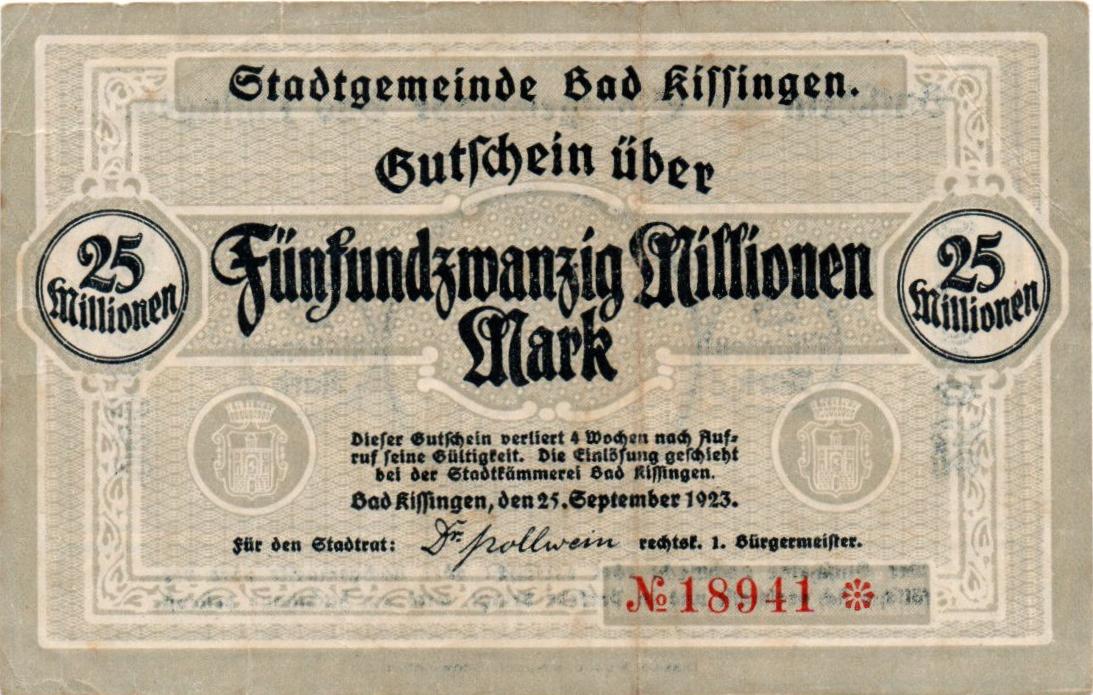 Stadtgemeinde Bad Kissingen.
Gutschein über
Fünfundzwanzig Millionen
Mark
25
Millionen
25
Millionen
Dieser Gutschein verliert 4 Wochen nach Auf=
ruf seine Gültigkeit. Die Einlösung geschieht
bei der Stadtkämmerei Bad Kissingen.
Bad Kissingen, den 25. September 1923.
Für den Stadtrat: Dr. Pollwein rechtsk. 1. Bürgermeister.
№ 18941 *